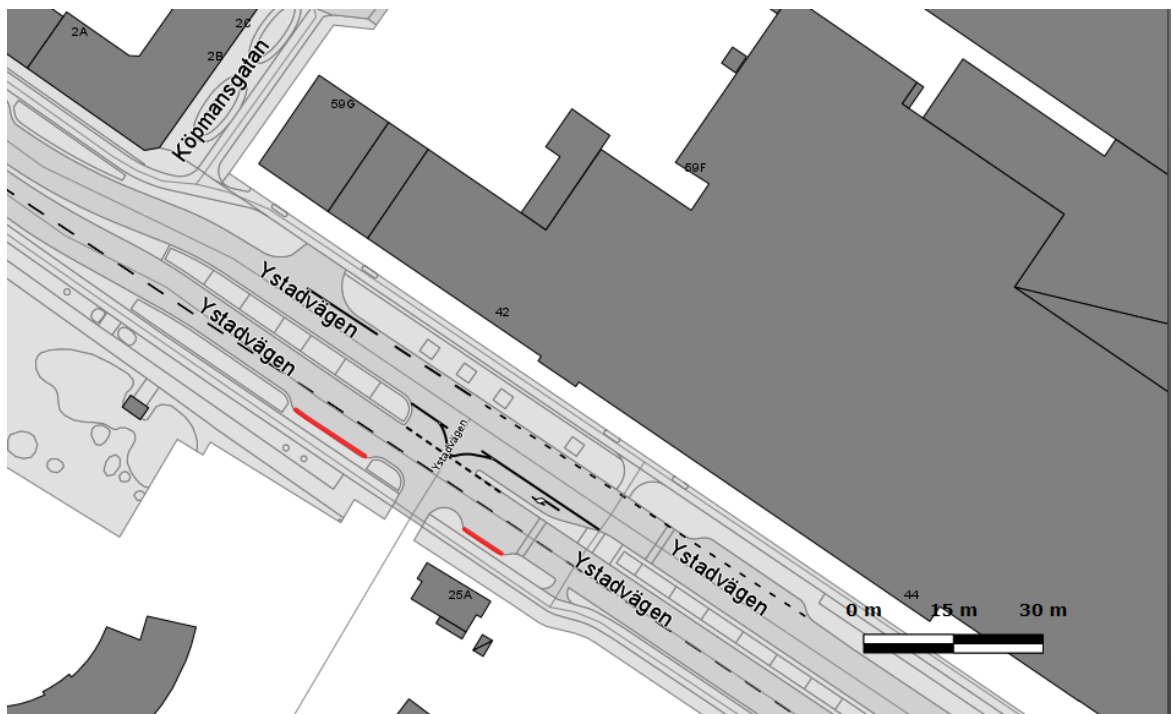 2A
2C
2B
Köpmansgatan
59G
59F
Ystadvägen
Ystadvägen
42
Ystadvägen
Ystadvägen
Ystadvägen
25A
44
0 m 15 m 30 m